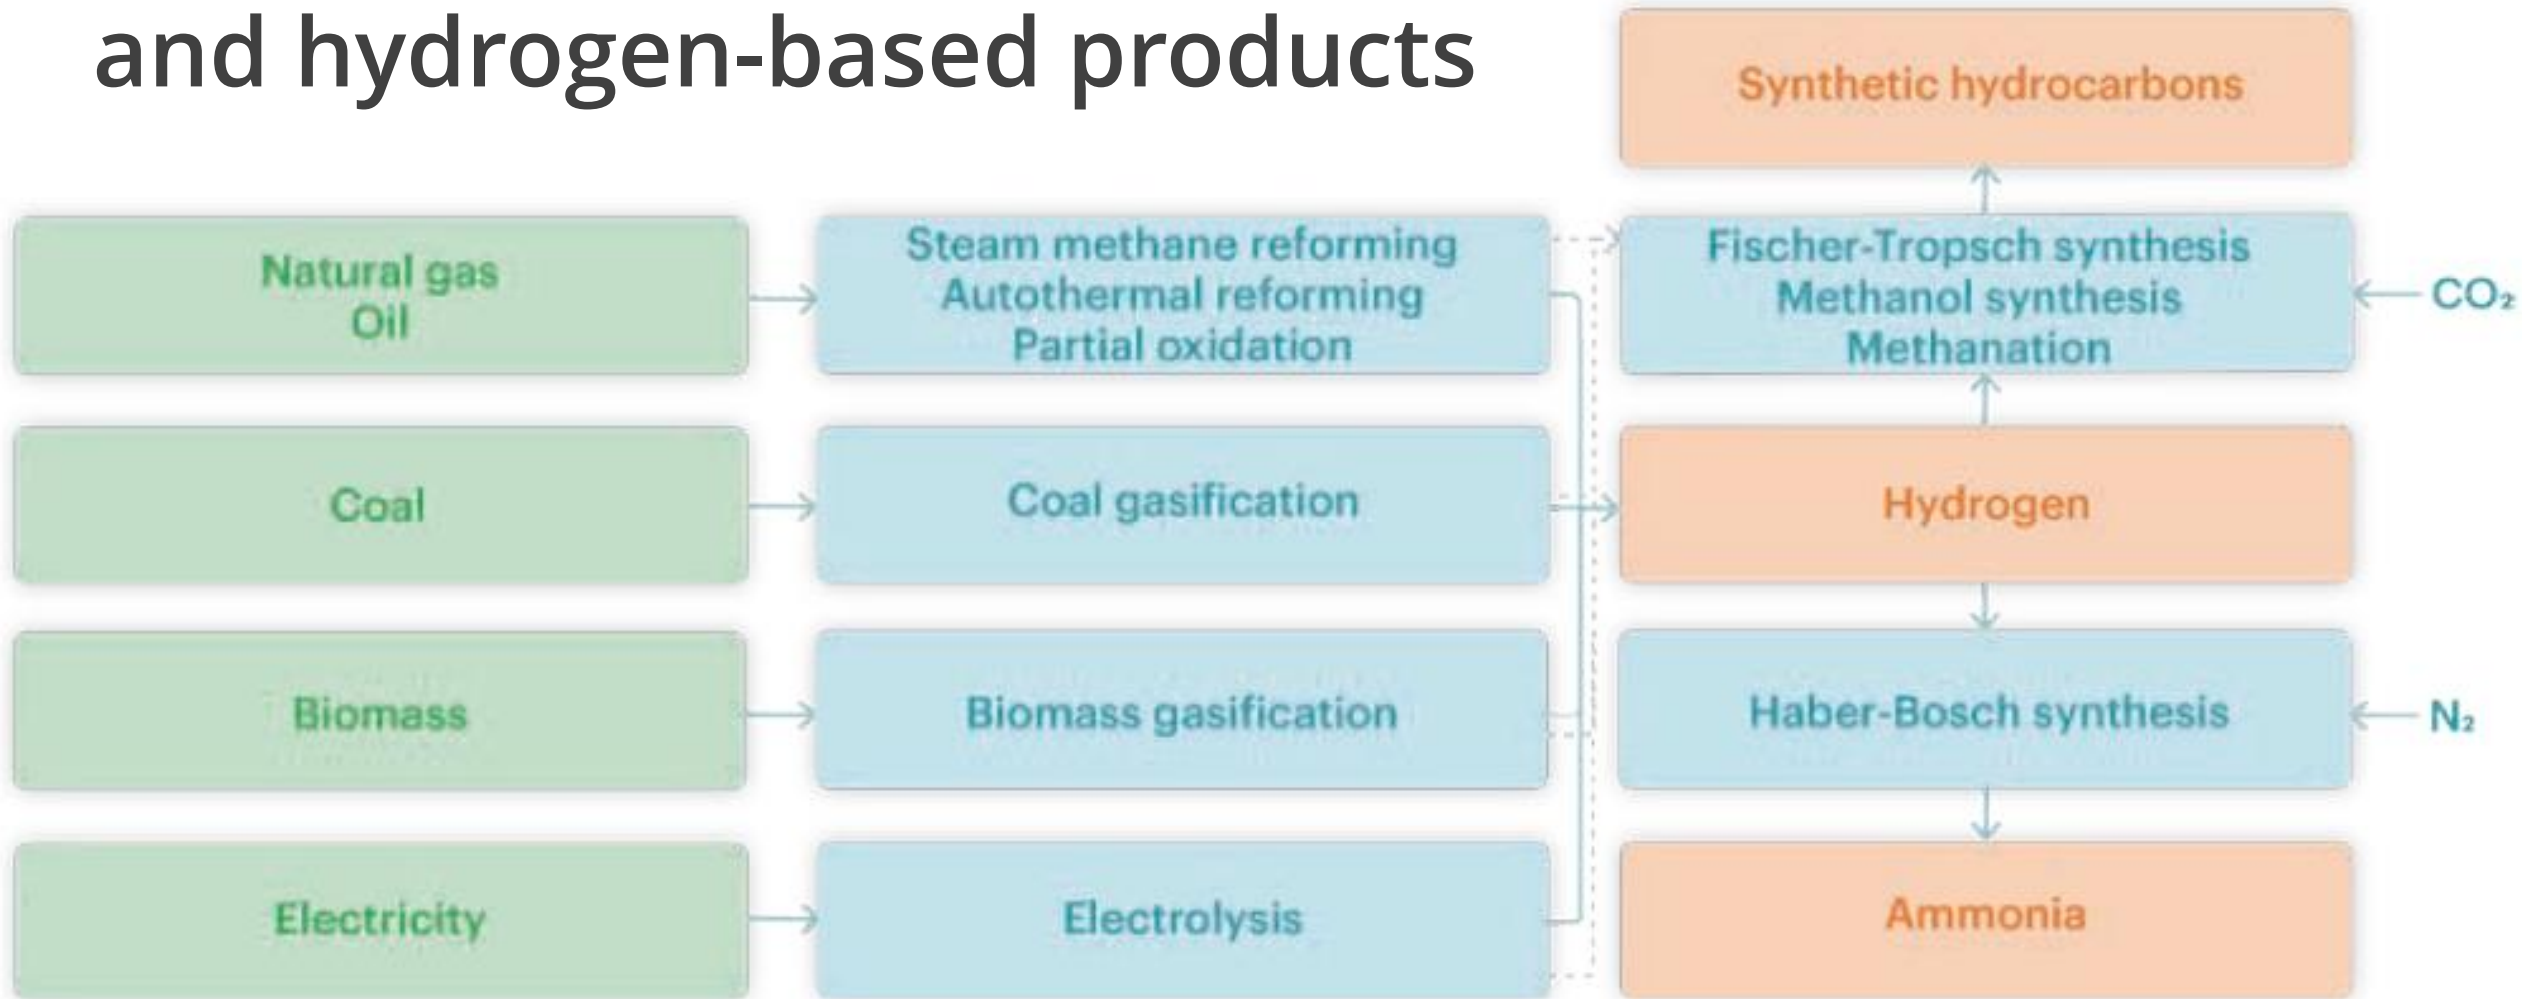 and hydrogen-based products
Synthetic hydrocarbons
Natural gas
Oil
Steam methane reforming
Autothermal reforming
Partial oxidation
Fischer-Tropsch synthesis
Methanol synthesis
Methanation
CO₂
Coal
Coal gasification
Hydrogen
Biomass
Biomass gasification
Haber-Bosch synthesis
N₂
Electricity
Electrolysis
Ammonia